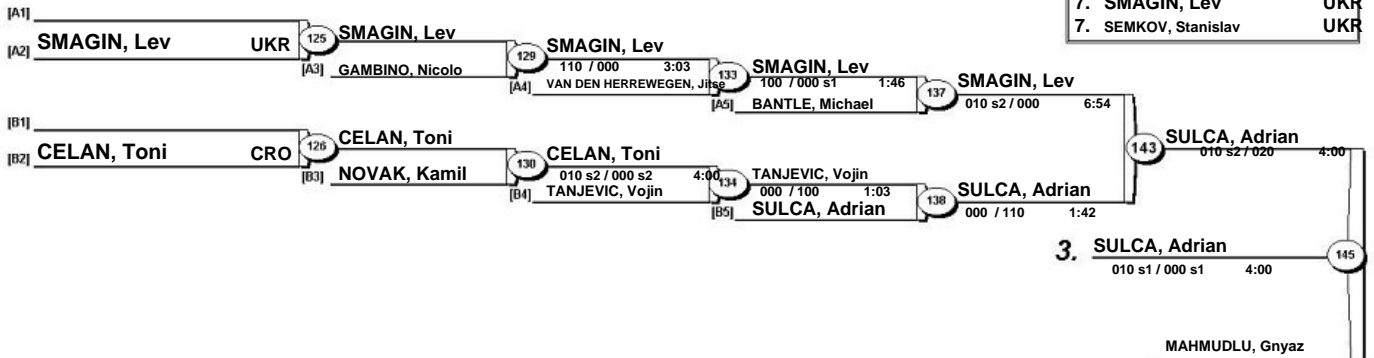 7. SMAGIN, Lev UKR
7. SEMKOV, Stanislav UKR
[A1]
[A2] SMAGIN, Lev UKR
125
SMAGIN, Lev
[A3] GAMBINO, Nicolo
129
SMAGIN, Lev
110 / 000 3:03
[A4] VAN DEN HERREWEGEN, Jitse
133
SMAGIN, Lev
100 / 000 s1 1:46
[A5] BANTLE, Michael
137
SMAGIN, Lev
010 s2 / 000 6:54
[B1]
[B2] CELAN, Toni CRO
126
CELAN, Toni
[B3] NOVAK, Kamil
130
CELAN, Toni
010 s2 / 000 s2 4:00
[B4] TANJEVIC, Vojin
134
TANJEVIC, Vojin
000 / 100 1:03
[B5] SULCA, Adrian
138
SULCA, Adrian
000 / 110 1:42
143
SULCA, Adrian
010 s2 / 020 4:00
3. SULCA, Adrian
010 s1 / 000 s1 4:00
145
MAHMUDLU, Gnyaz